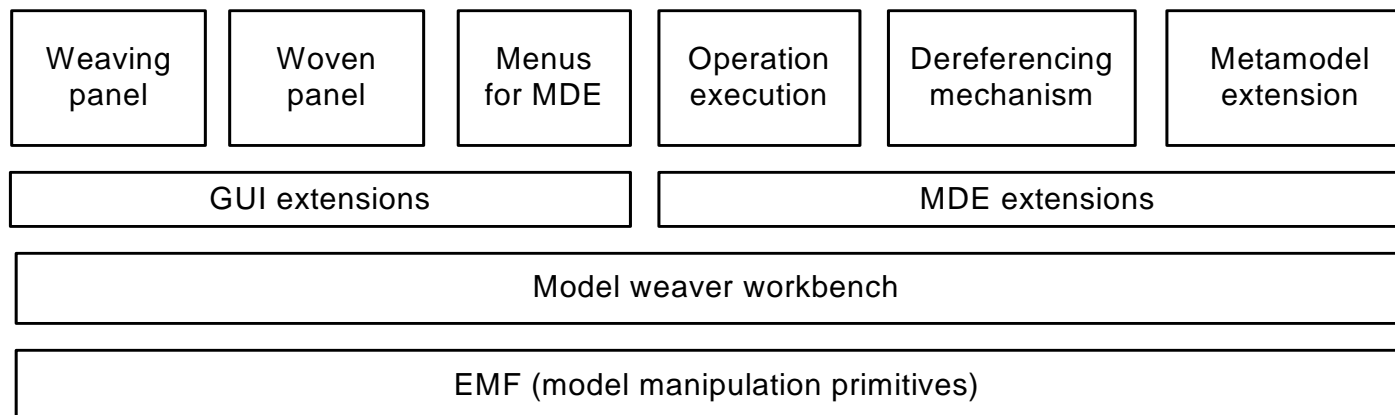 Weaving
panel
Woven
panel
Menus
for MDE
Operation
execution
Dereferencing
mechanism
Metamodel
extension
GUI extensions
MDE extensions
Model weaver workbench
EMF (model manipulation primitives)